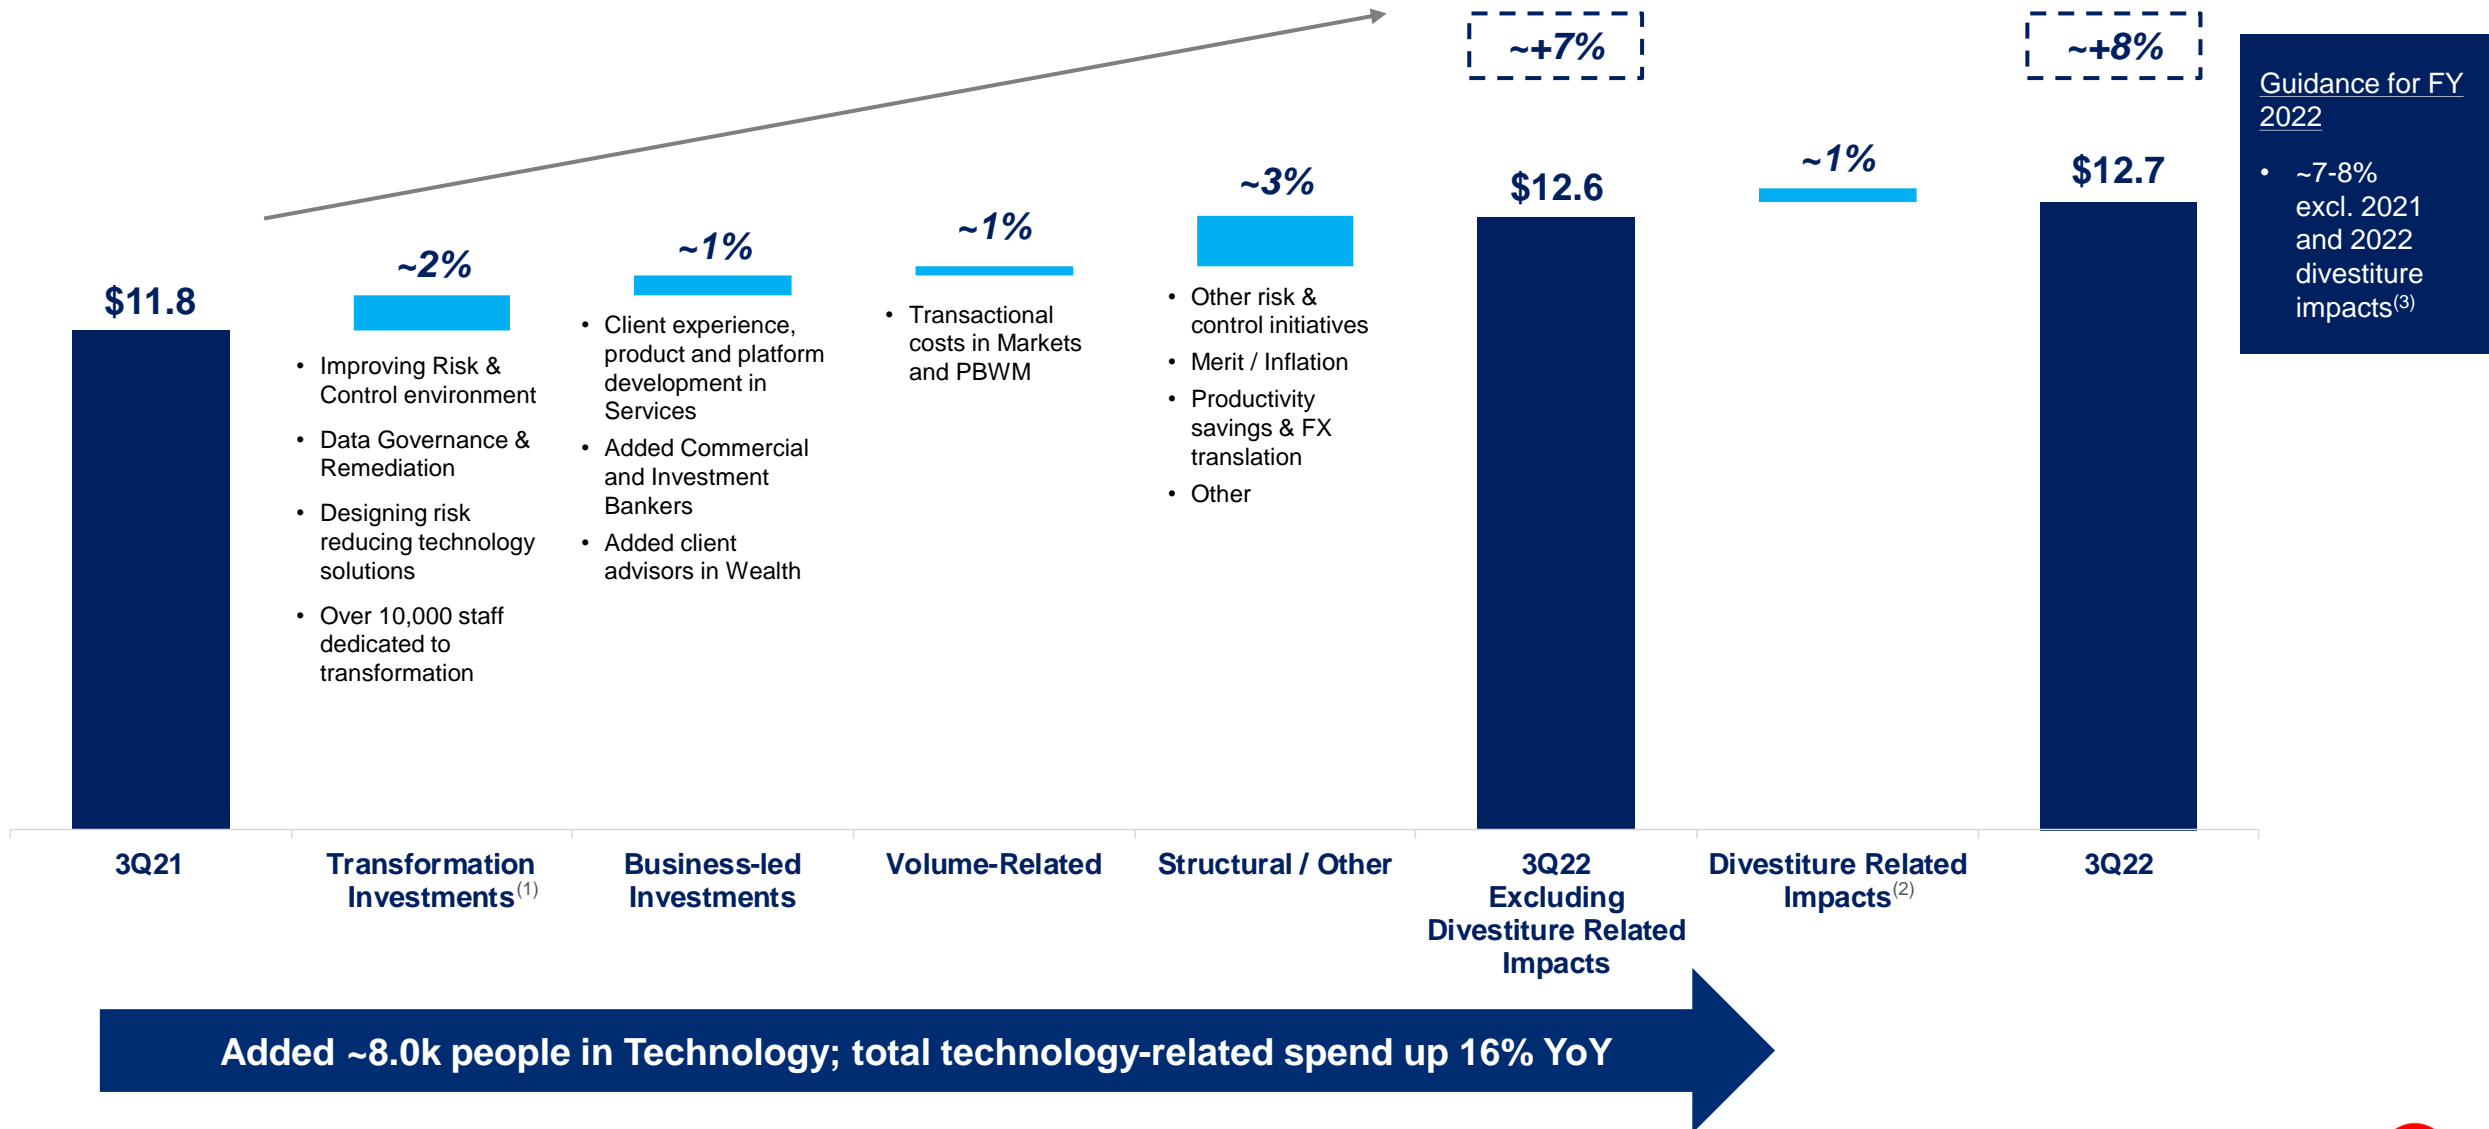 ~+7%
~+8%
Guidance for FY
2022
• ~7-8%
excl. 2021
and 2022
divestiture
impacts(3)
$11.8
~2%
• Improving Risk &
Control environment
• Data Governance &
Remediation
• Designing risk
reducing technology
solutions
• Over 10,000 staff
dedicated to
transformation
~1%
• Client experience,
product and platform
development in
Services
• Added Commercial
and Investment
Bankers
• Added client
advisors in Wealth
~1%
• Transactional
costs in Markets
and PBWM
~3%
• Other risk &
control initiatives
• Merit / Inflation
• Productivity
savings & FX
translation
• Other
$12.6
~1%
$12.7
3Q21
Transformation
Investments(1)
Business-led
Investments
Volume-Related
Structural / Other
3Q22
Excluding
Divestiture Related
Impacts
Divestiture Related
Impacts(2)
3Q22
Added ~8.0k people in Technology; total technology-related spend up 16% YoY